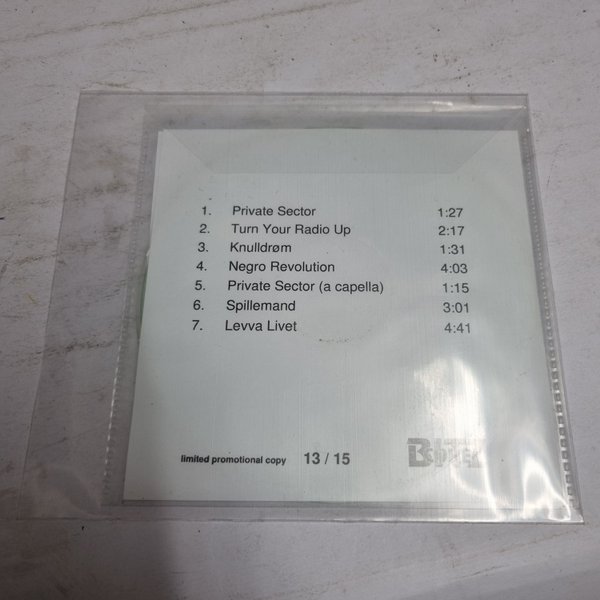 1. Private Sector 1:27
2. Turn Your Radio Up 2:17
3. Knulldrøm 1:31
4. Negro Revolution 4:03
5. Private Sector (a capella) 1:15
6. Spillemand 3:01
7. Levva Livet 4:41
limited promotional copy 13 / 15